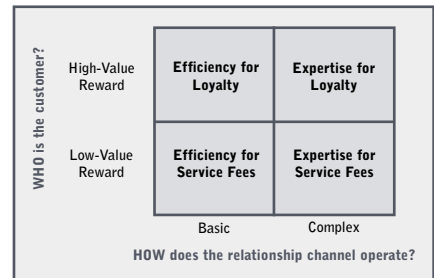 WHO is the customer?
High-Value
Reward
Efficiency for
Loyalty
Expertise for
Loyalty
Low-Value
Reward
Efficiency for
Service Fees
Expertise for
Service Fees
Basic
Complex
HOW does the relationship channel operate?